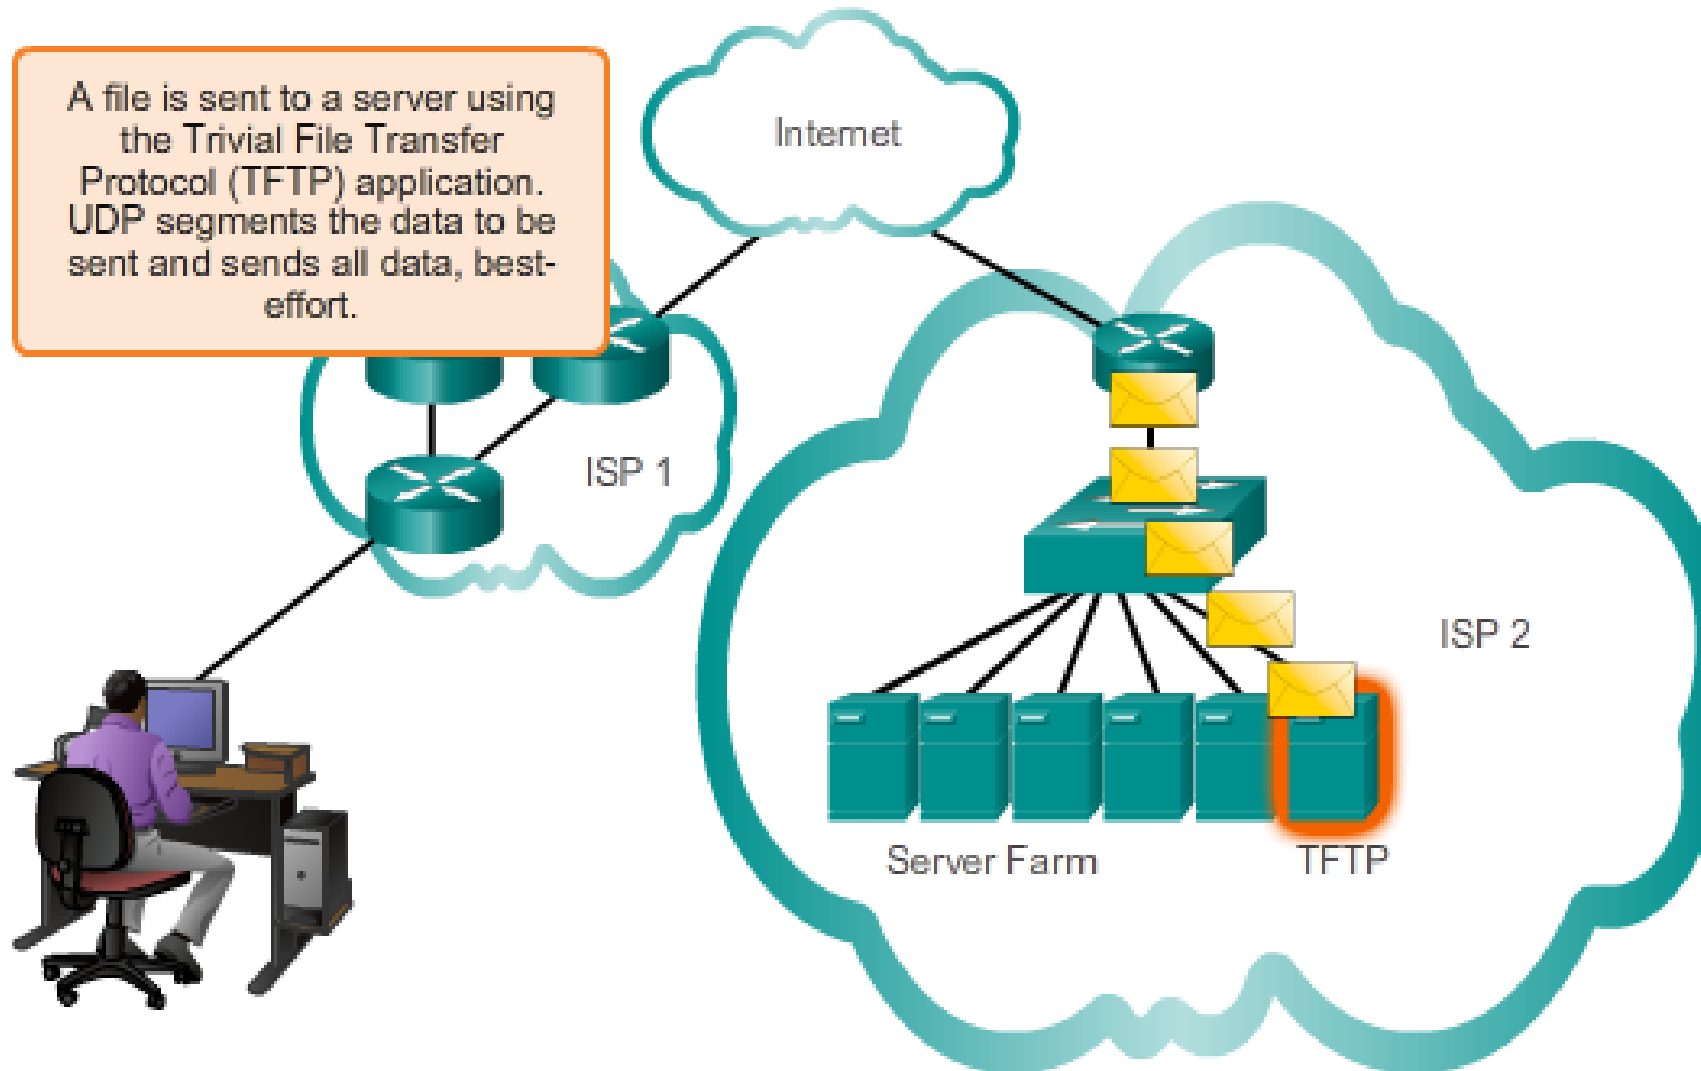 A file is sent to a server using
the Trivial File Transfer
Protocol (TFTP) application.
UDP segments the data to be
sent and sends all data, best-
effort.
Internet
ISP 1
ISP 2
Server Farm
TFTP